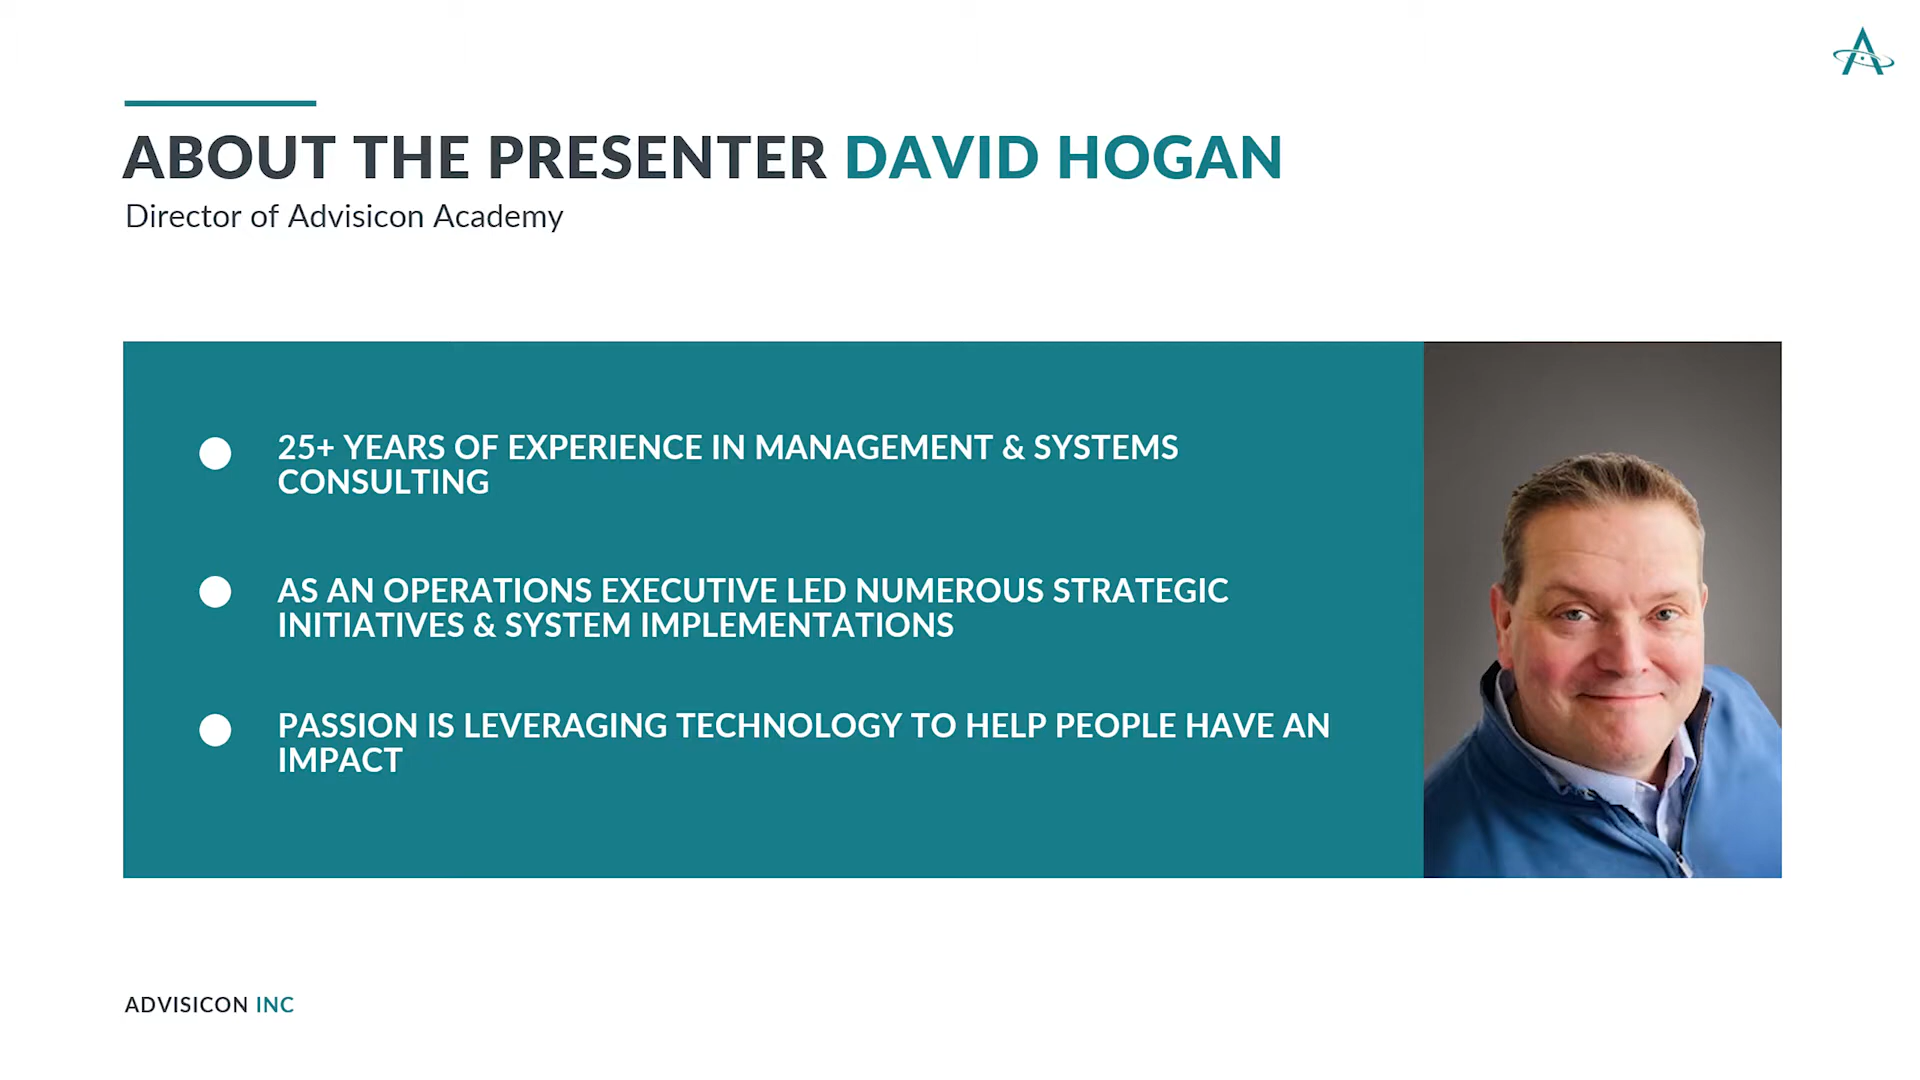 ABOUT THE PRESENTER DAVID HOGAN
Director of Advisicon Academy
25+ YEARS OF EXPERIENCE IN MANAGEMENT & SYSTEMS
CONSULTING
AS AN OPERATIONS EXECUTIVE LED NUMEROUS STRATEGIC
INITIATIVES & SYSTEM IMPLEMENTATIONS
PASSION IS LEVERAGING TECHNOLOGY TO HELP PEOPLE HAVE AN
IMPACT
ADVISICON INC